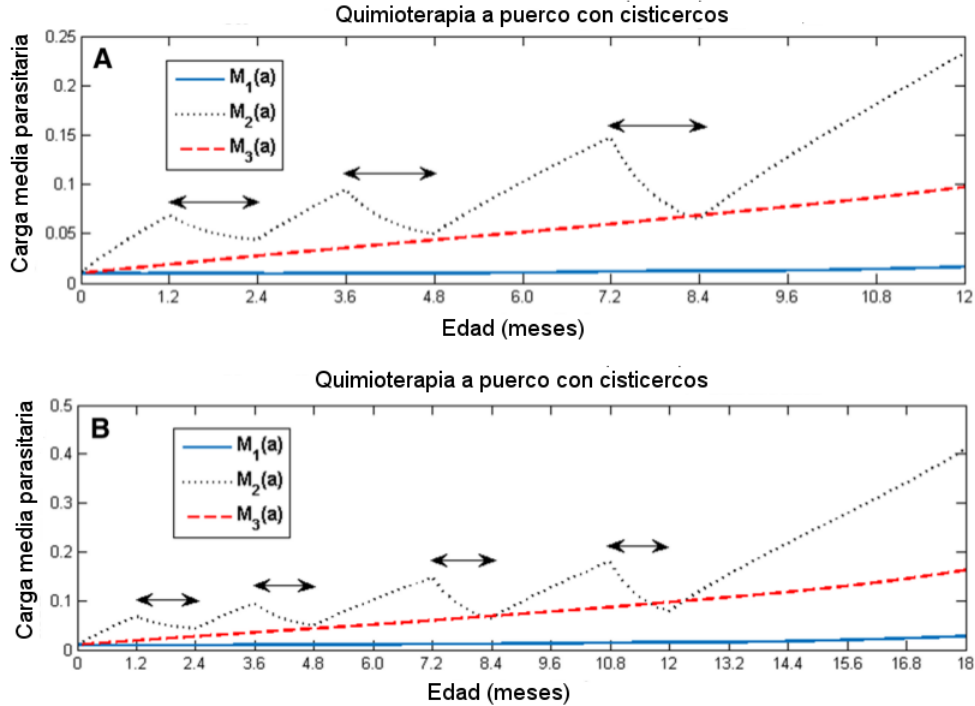 Quimioterapia a puerco con cisticercos
A
M1(a)
M2(a)
M3(a)
Carga media parasitaria
0.25
0.2
0.15
0.1
0.05
0
0 1.2 2.4 3.6 4.8 6.0 7.2 8.4 9.6 10.8 12
Edad (meses)
Quimioterapia a puerco con cisticercos
B
M1(a)
M2(a)
M3(a)
Carga media parasitaria
0.5
0.4
0.3
0.2
0.1
0
0 1.2 2.4 3.6 4.8 6.0 7.2 8.4 9.6 10.8 12 13.2 14.4 15.6 16.8 18
Edad (meses)